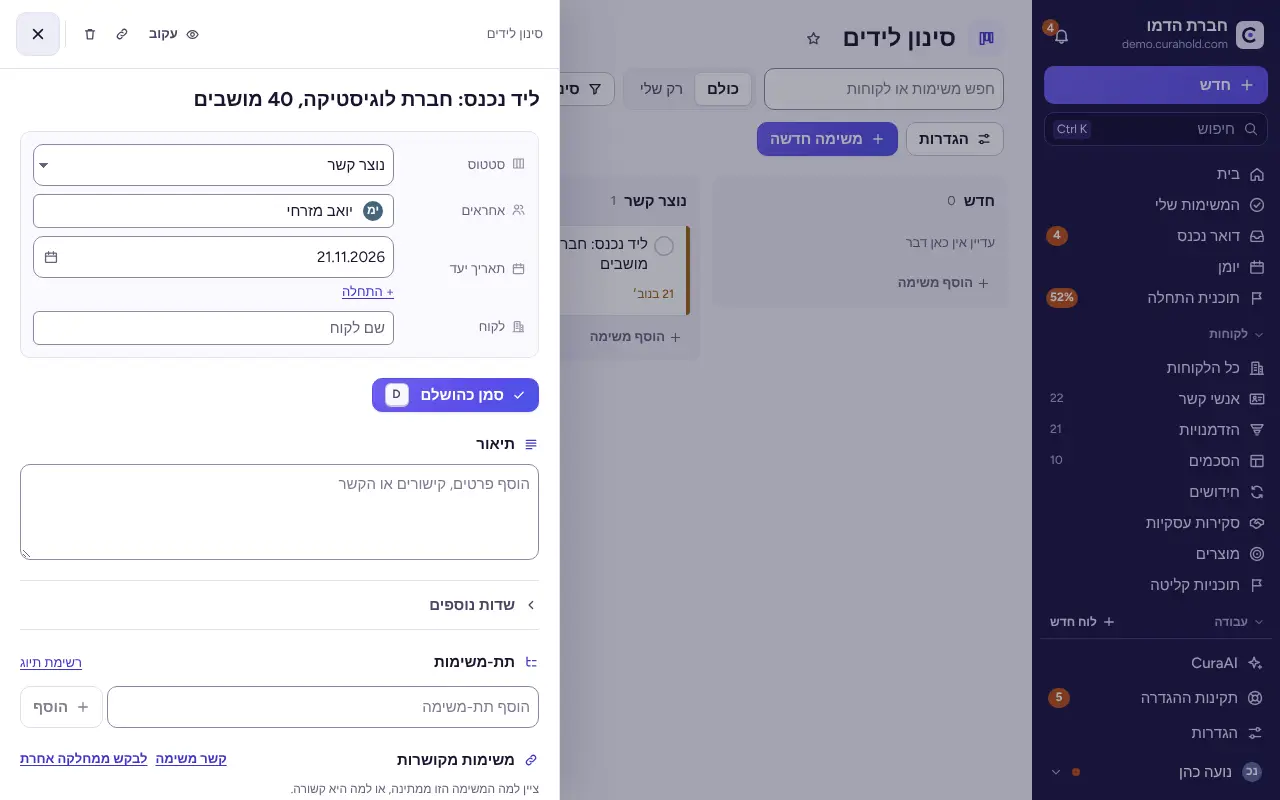 חברת הדמו
demo.curahold.com
4
חדש
חיפוש
Ctrl K
בית
המשימות שלי
דואר נכנס
4
יומן
תוכנית התחלה
52%
לקוחות
כל הלקוחות
אנשי קשר
22
הזדמנויות
21
הסכמים
10
חידושים
סקירות עסקיות
מוצרים
תוכניות קליטה
עבודה
לוח חדש
CuraAI
תקינות ההגדרה
5
הגדרות
נכ
נועה כהן
סינון לידים
חפש משימות או לקוחות
כולם
רק שלי
הגדרות
משימה חדשה
חדש 0
עדיין אין כאן דבר
הוסף משימה
נוצר קשר 1
ליד נכנס: חבר
מושבים
21 בנוב׳
הוסף משימה
סינון לידים
עקוב
ליד נכנס: חברת לוגיסטיקה, 40 מושבים
סטטוס
נוצר קשר
אחראים
ימ
יואב מזרחי
תאריך יעד
21.11.2026
+ התחלה
לקוח
שם לקוח
סמן כהושלם
D
תיאור
הוסף פרטים, קישורים או הקשר
שדות נוספים
תת-משימות
רשימת תיוג
הוסף תת-משימה
הוסף
משימות מקושרות
קשר משימה
לבקש ממחלקה אחרת
ציין למה המשימה הזו ממתינה, או למה היא קשורה.